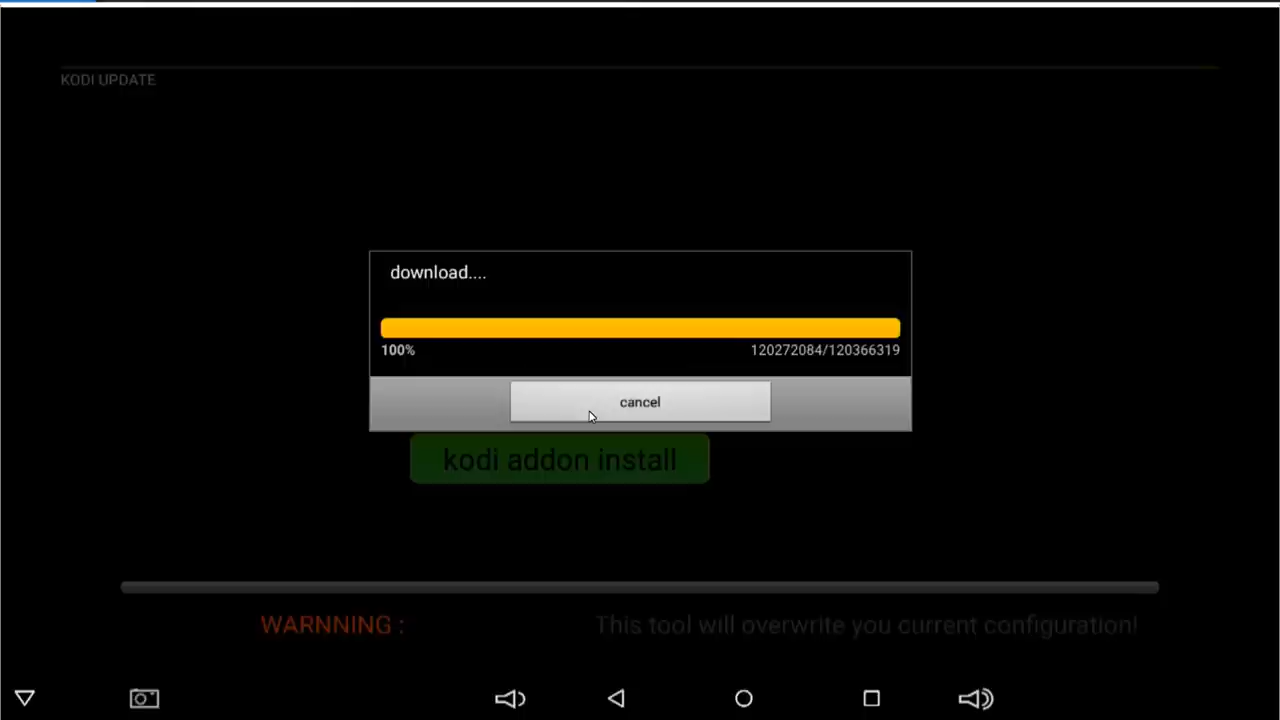 KODI UPDATE
download....
100% 120272084/120366319
cancel
kodi addon install
WARNNING : This tool will overwrite you current configuration!